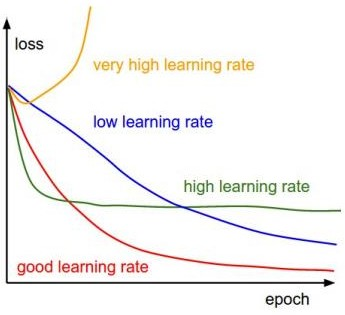 loss
very high learning rate
low learning rate
high learning rate
good learning rate
epoch